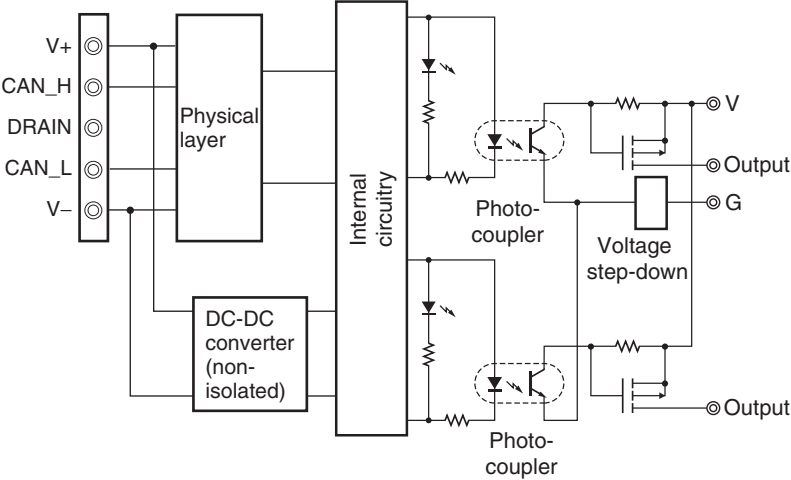 V+
CAN_H
DRAIN
CAN_L
V−
Physical
layer
DC-DC
converter
(non-
isolated)
Internal
circuitry
Photo-
coupler
V
Output
G
Voltage
step-down
Photo-
coupler
Output